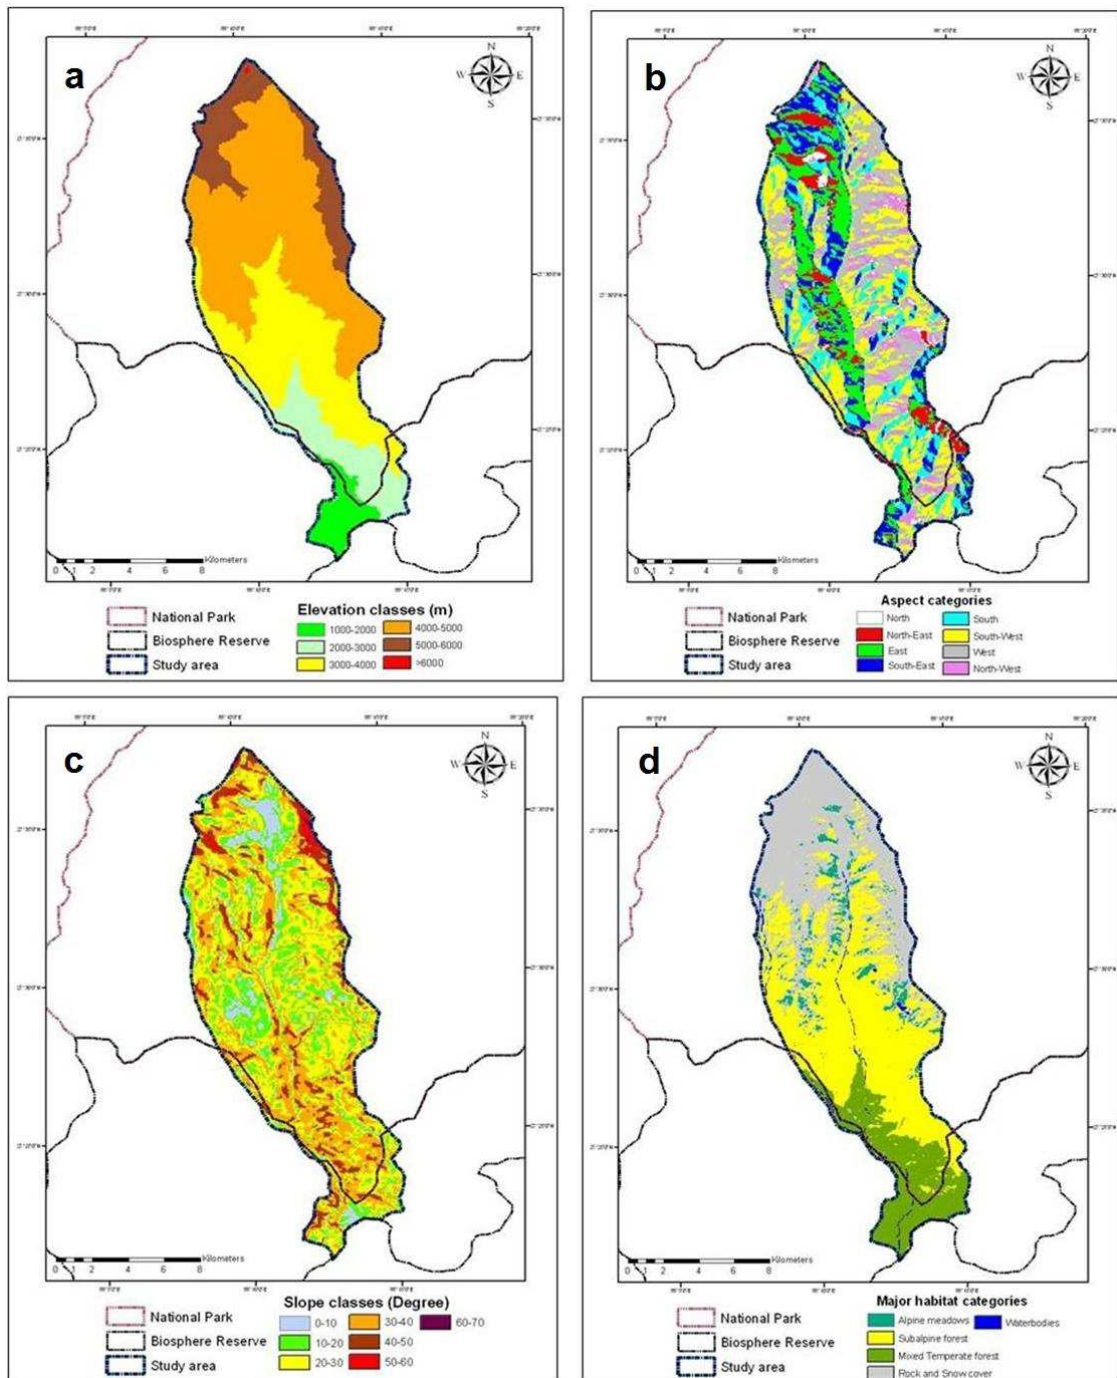 a
N
W E
S
0 1 2 4 6 8 Kilometers
National Park
Biosphere Reserve
Study area
Elevation classes (m)
1000-2000
2000-3000
3000-4000
4000-5000
5000-6000
>6000
b
N
W E
S
0 1 2 4 6 8 Kilometers
National Park
Biosphere Reserve
Study area
Aspect categories
North
North-East
East
South-East
South
South-West
West
North-West
c
N
W E
S
0 1 2 4 6 8 Kilometers
National Park
Biosphere Reserve
Study area
Slope classes (Degree)
0-10
10-20
20-30
30-40
40-50
50-60
60-70
d
N
W E
S
0 1 2 4 6 8 Kilometers
National Park
Biosphere Reserve
Study area
Major habitat categories
Alpine meadows
Subalpine forest
Mixed Temperate forest
Rock and Snow cover
Waterbodies